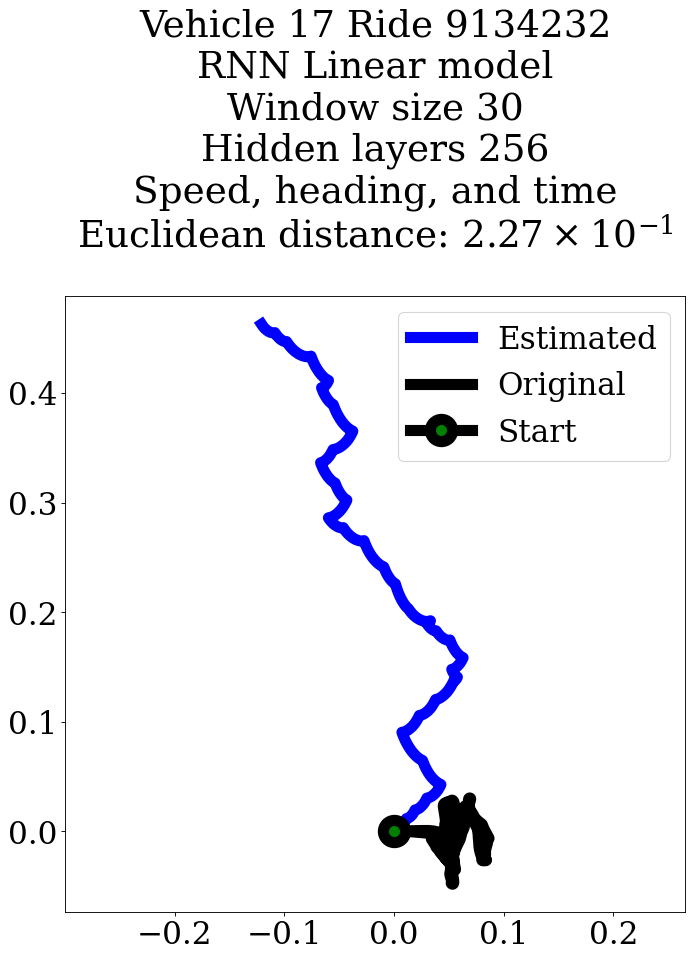 Vehicle 17 Ride 9134232
RNN Linear model
Window size 30
Hidden layers 256
Speed, heading, and time
Euclidean distance: 2.27 × 10⁻¹
Estimated
Original
Start
0.4
0.3
0.2
0.1
0.0
−0.2 −0.1 0.0 0.1 0.2